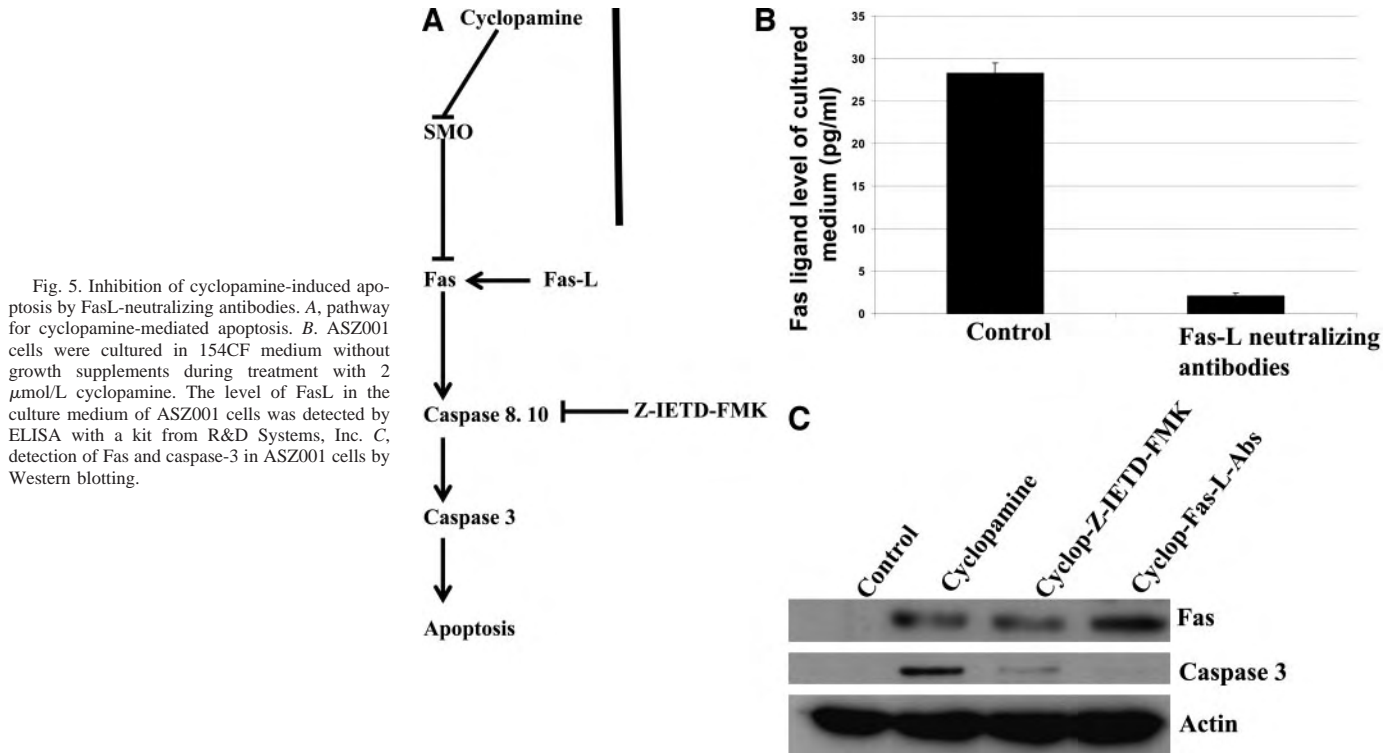 Fig. 5. Inhibition of cyclopamine-induced apo-
ptosis by FasL-neutralizing antibodies. A, pathway
for cyclopamine-mediated apoptosis. B. ASZ001
cells were cultured in 154CF medium without
growth supplements during treatment with 2
μmol/L cyclopamine. The level of FasL in the
culture medium of ASZ001 cells was detected by
ELISA with a kit from R&D Systems, Inc. C,
detection of Fas and caspase-3 in ASZ001 cells by
Western blotting.
A
Cyclopamine
SMO
Fas
Fas-L
Caspase 8. 10
Z-IETD-FMK
Caspase 3
Apoptosis
B
Fas ligand level of cultured
medium (pg/ml)
35
30
25
20
15
10
5
0
Control
Fas-L neutralizing
antibodies
C
Control
Cyclopamine
Cyclop-Z-IETD-FMK
Cyclop-Fas-L-Abs
Fas
Caspase 3
Actin